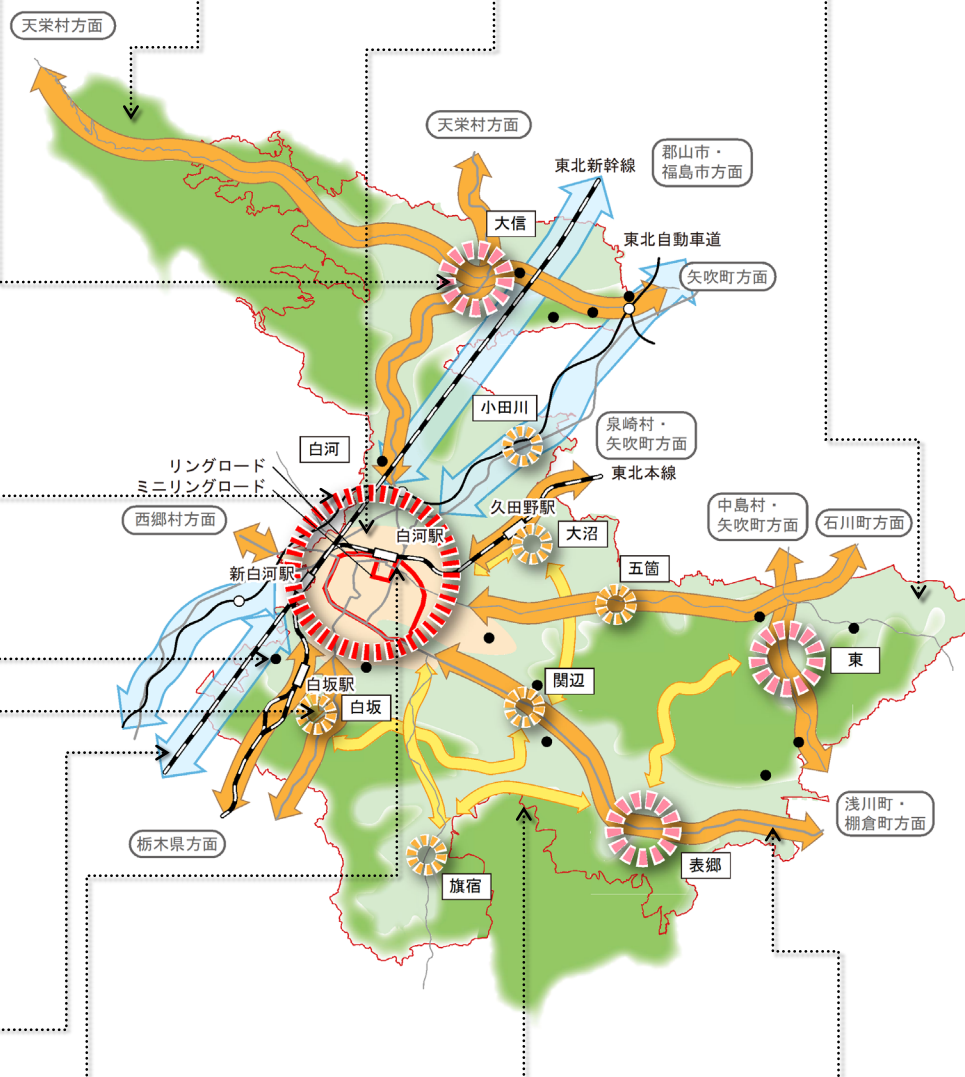 天栄村方面
天栄村方面
郡山市・
福島市方面
東北新幹線
大信
東北自動車道
矢吹町方面
小田川
泉崎村・
矢吹町方面
白河
リングロード
ミニリングロード
東北本線
西郷村方面
久田野駅
中島村・
矢吹町方面
石川町方面
白河駅
大沼
新白河駅
五箇
東
関辺
白坂駅
白坂
浅川町・
棚倉町方面
栃木県方面
表郷
旗宿